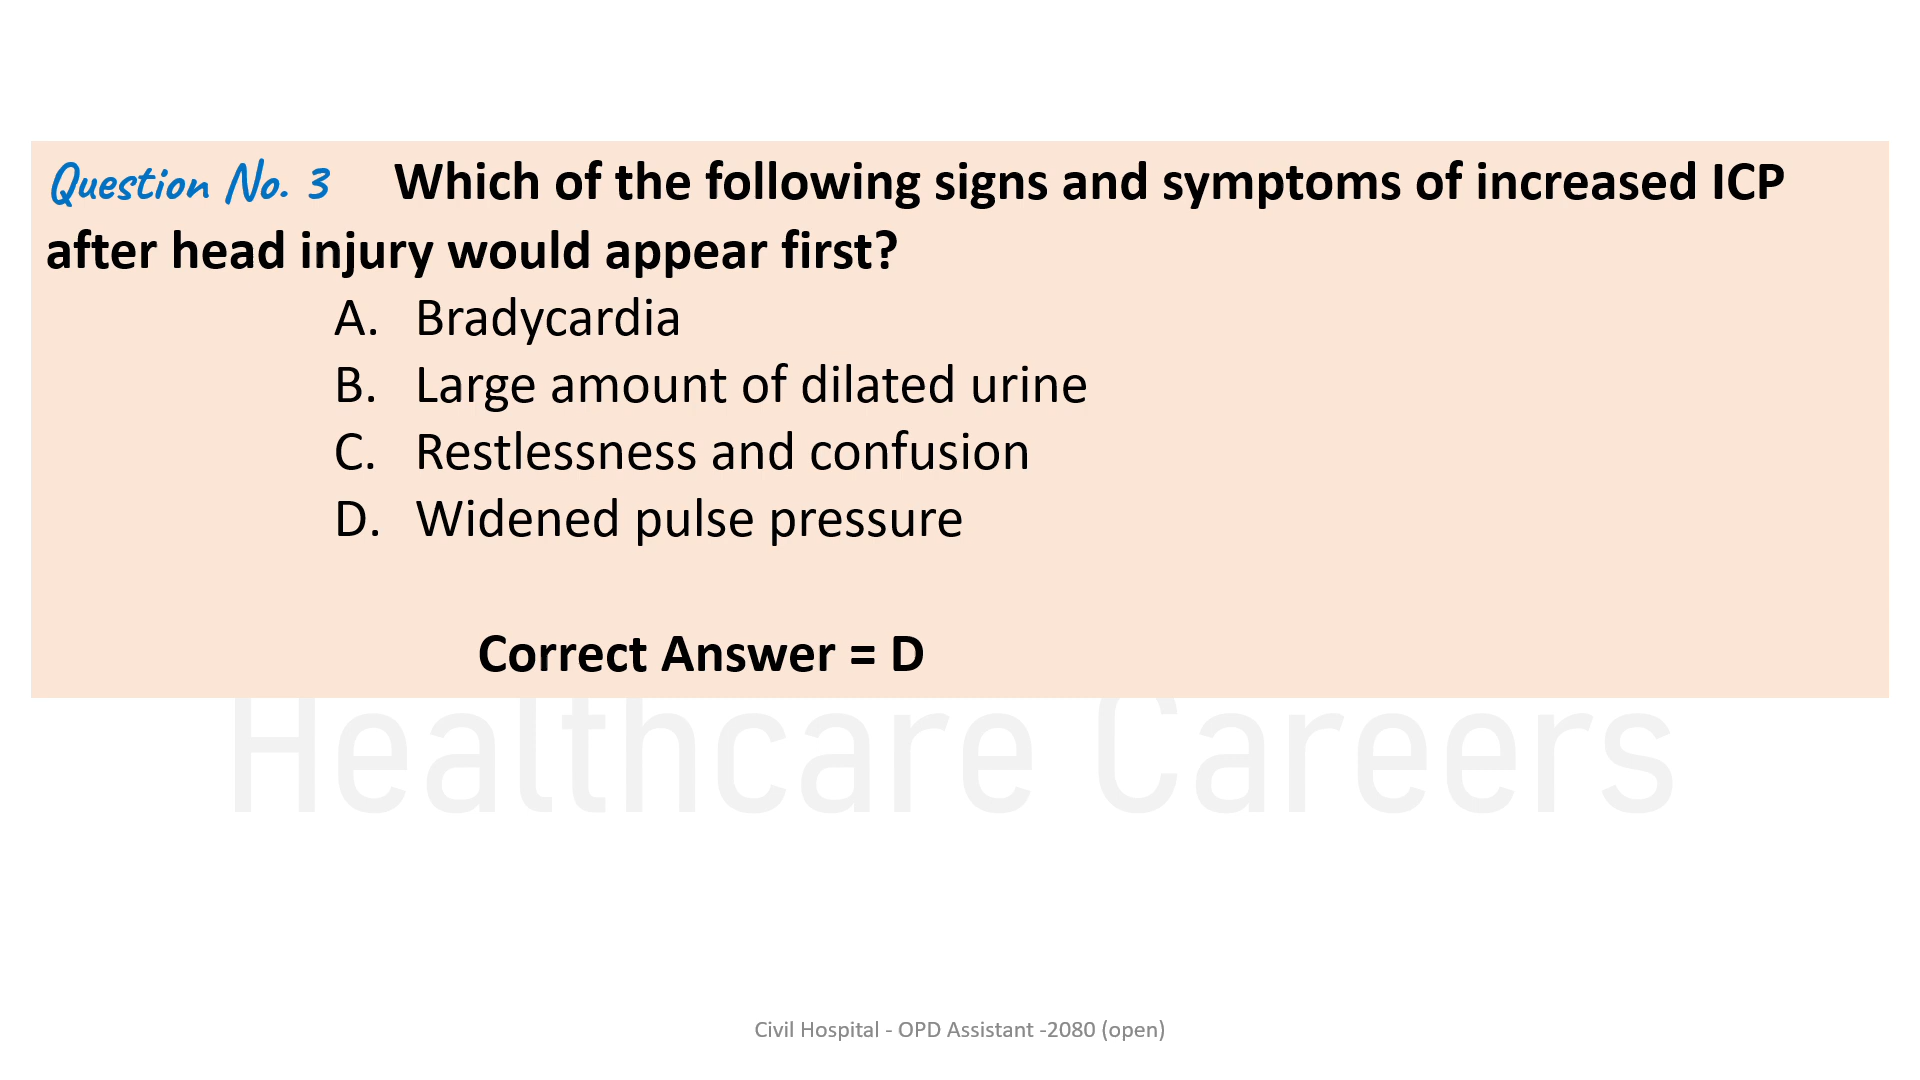 Question No. 3 Which of the following signs and symptoms of increased ICP
after head injury would appear first?
A. Bradycardia
B. Large amount of dilated urine
C. Restlessness and confusion
D. Widened pulse pressure
Correct Answer = D
Healthcare Careers
Civil Hospital - OPD Assistant -2080 (open)